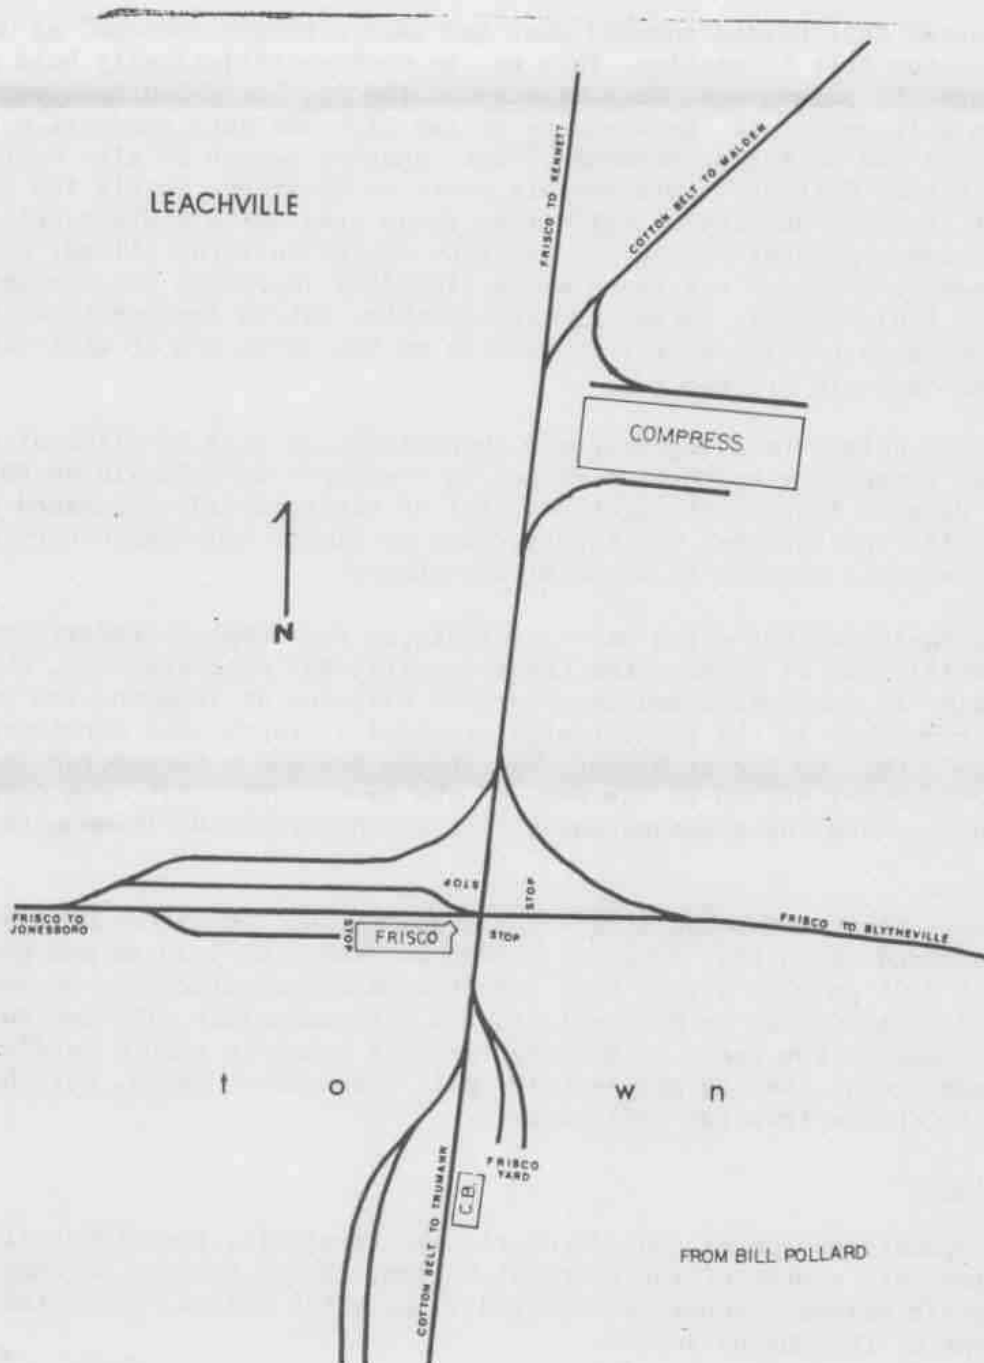 FRISCO TO KENNETT
COTTON BELT TO MALDEN
LEACHVILLE
COMPRESS
N
STOP
STOP
FRISCO TO
JONESBORO
STOP
FRISCO
STOP
FRISCO TO BLYTHEVILLE
t o w n
FRISCO
YARD
C.B.
COTTON BELT TO TRUMANN
FROM BILL POLLARD